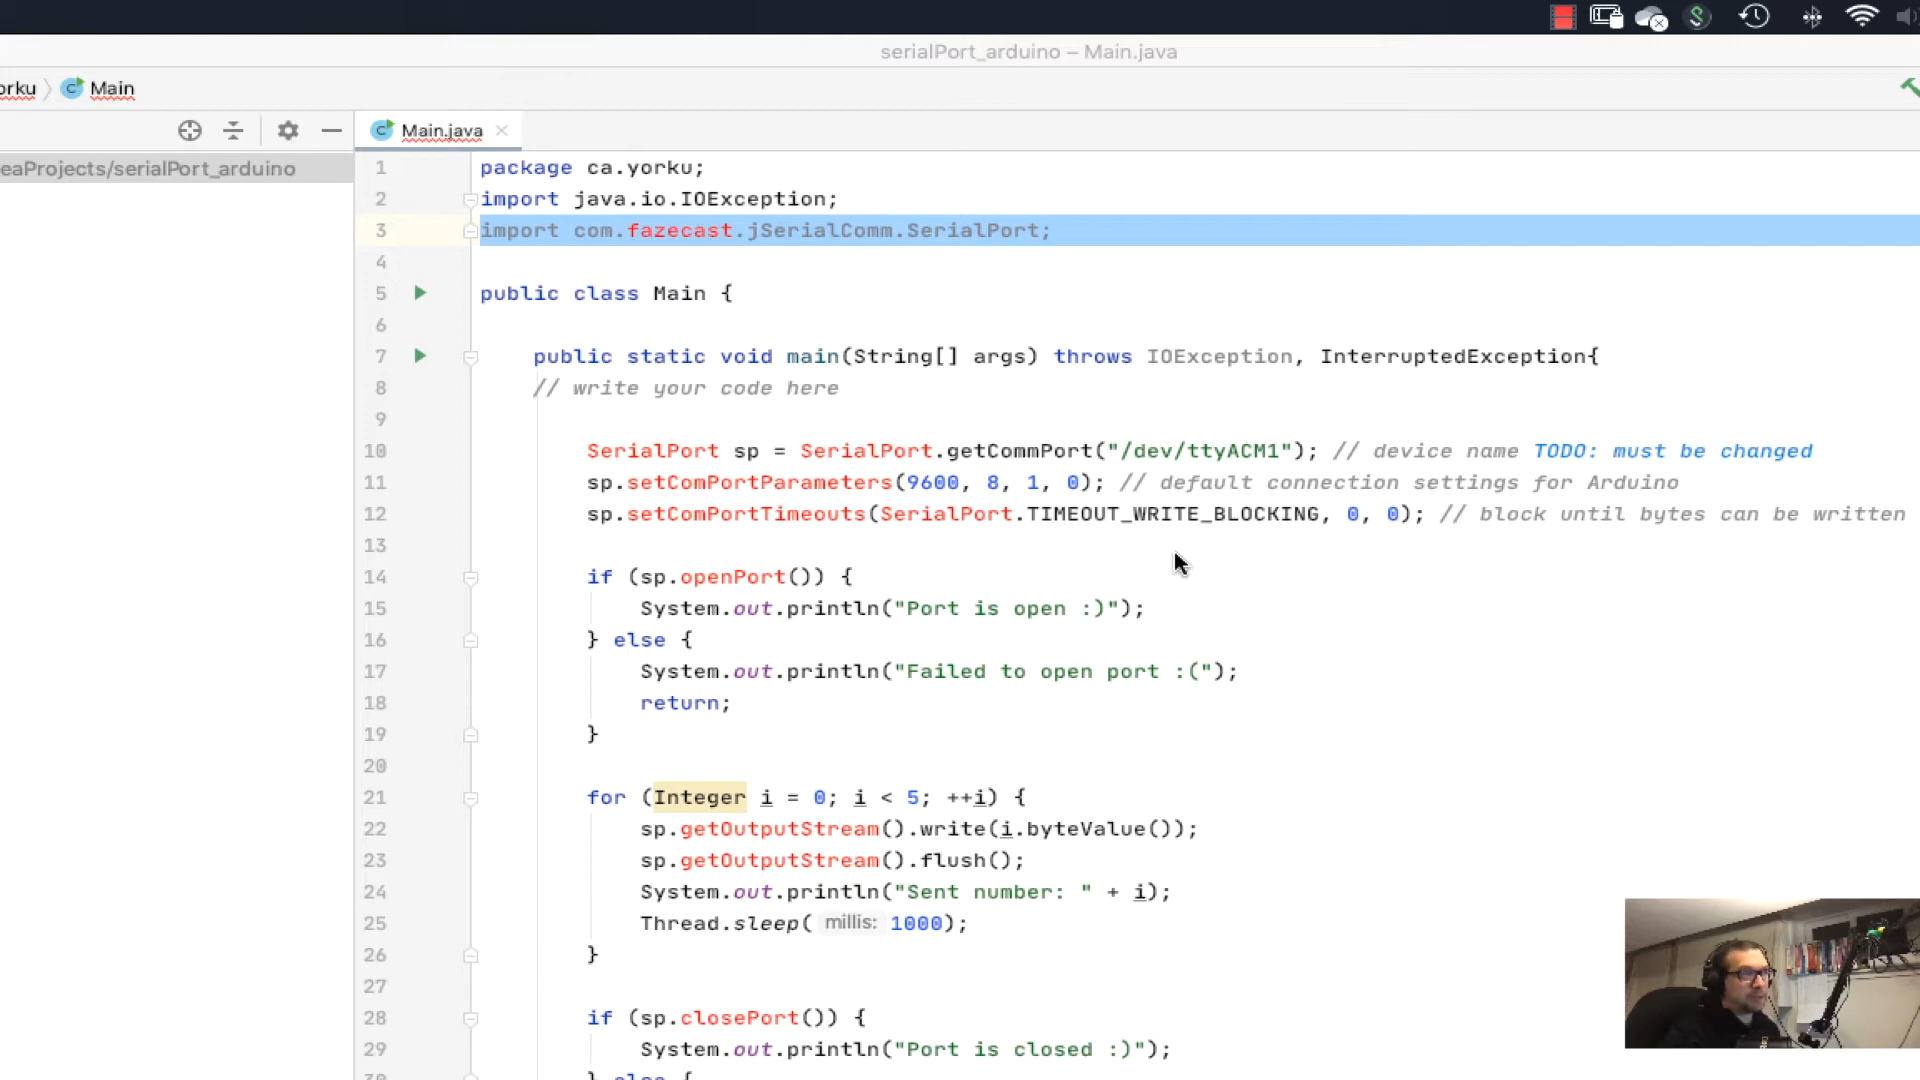 serialPort_arduino – Main.java
orku 〉 Main
Main.java
eaProjects/serialPort_arduino
1 package ca.yorku;
2 import java.io.IOException;
3 import com.fazecast.jSerialComm.SerialPort;
4
5 public class Main {
6
7 public static void main(String[] args) throws IOException, InterruptedException{
8 // write your code here
9
10 SerialPort sp = SerialPort.getCommPort("/dev/ttyACM1"); // device name TODO: must be changed
11 sp.setComPortParameters(9600, 8, 1, 0); // default connection settings for Arduino
12 sp.setComPortTimeouts(SerialPort.TIMEOUT_WRITE_BLOCKING, 0, 0); // block until bytes can be written
13
14 if (sp.openPort()) {
15 System.out.println("Port is open :)");
16 } else {
17 System.out.println("Failed to open port :(");
18 return;
19 }
20
21 for (Integer i = 0; i < 5; ++i) {
22 sp.getOutputStream().write(i.byteValue());
23 sp.getOutputStream().flush();
24 System.out.println("Sent number: " + i);
25 Thread.sleep( millis: 1000);
26 }
27
28 if (sp.closePort()) {
29 System.out.println("Port is closed :)");
30 } else {